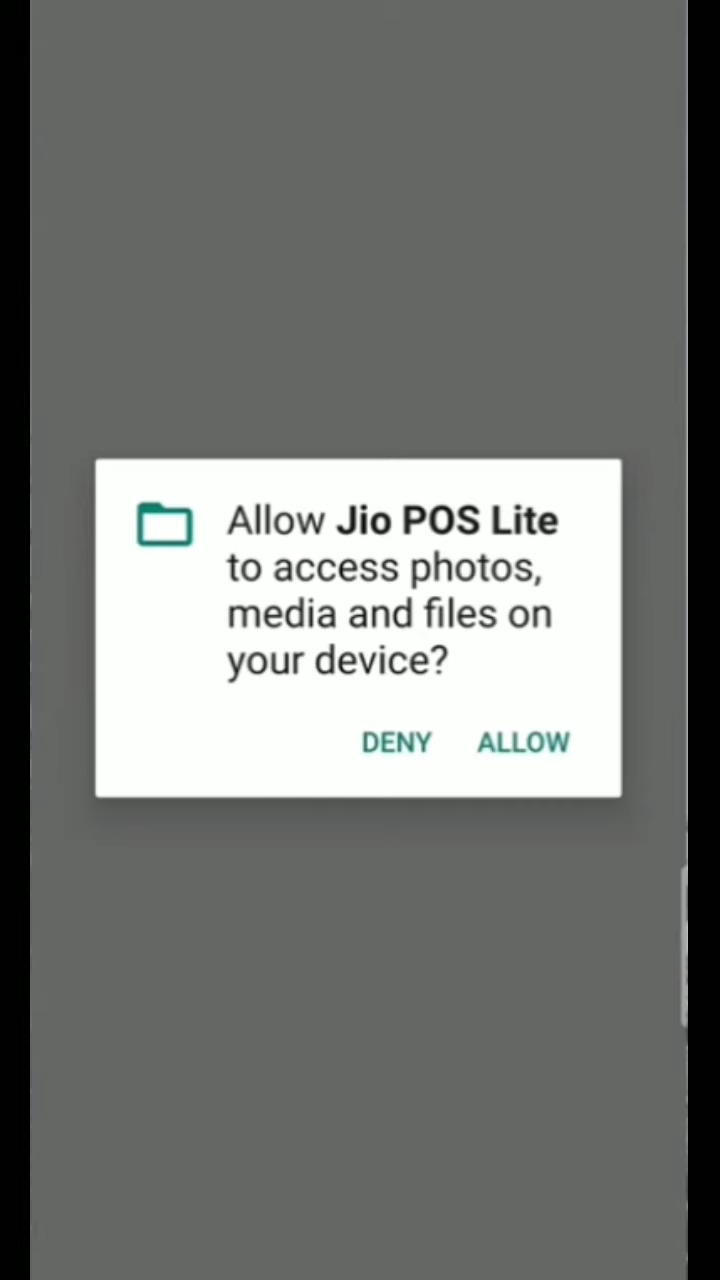 Allow Jio POS Lite
to access photos,
media and files on
your device?
DENY ALLOW